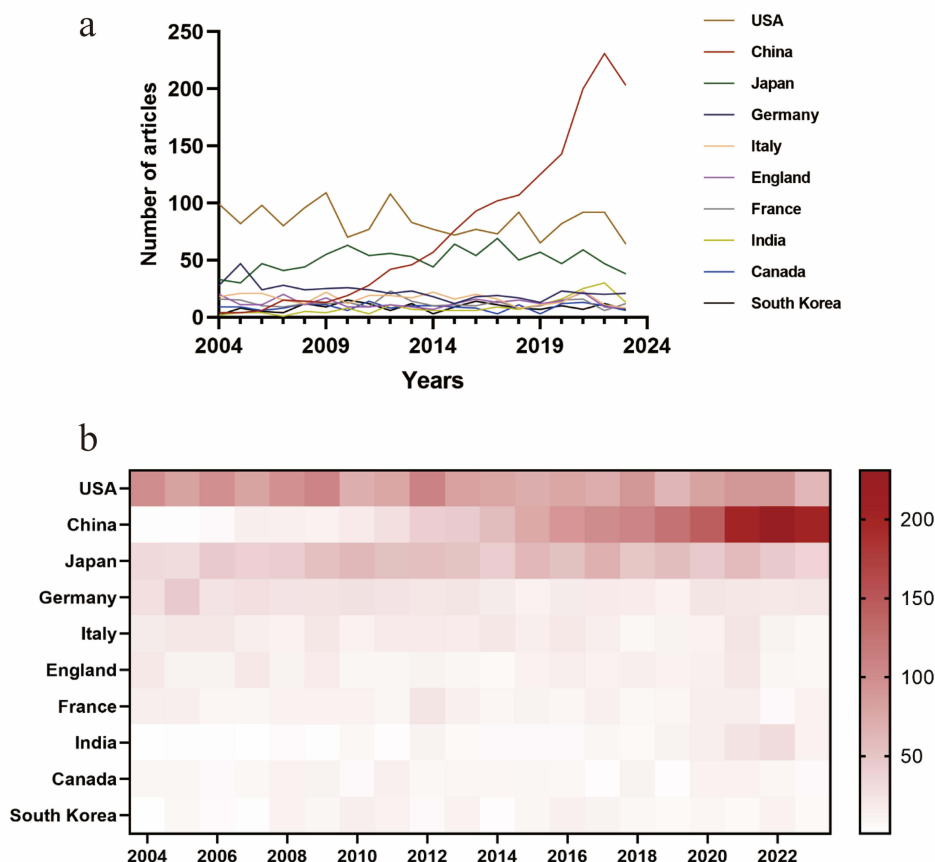 a
250
200
150
100
50
0
Number of articles
2004 2009 2014 2019 2024
Years
USA
China
Japan
Germany
Italy
England
France
India
Canada
South Korea
b
USA
China
Japan
Germany
Italy
England
France
India
Canada
South Korea
2004 2006 2008 2010 2012 2014 2016 2018 2020 2022
200
150
100
50